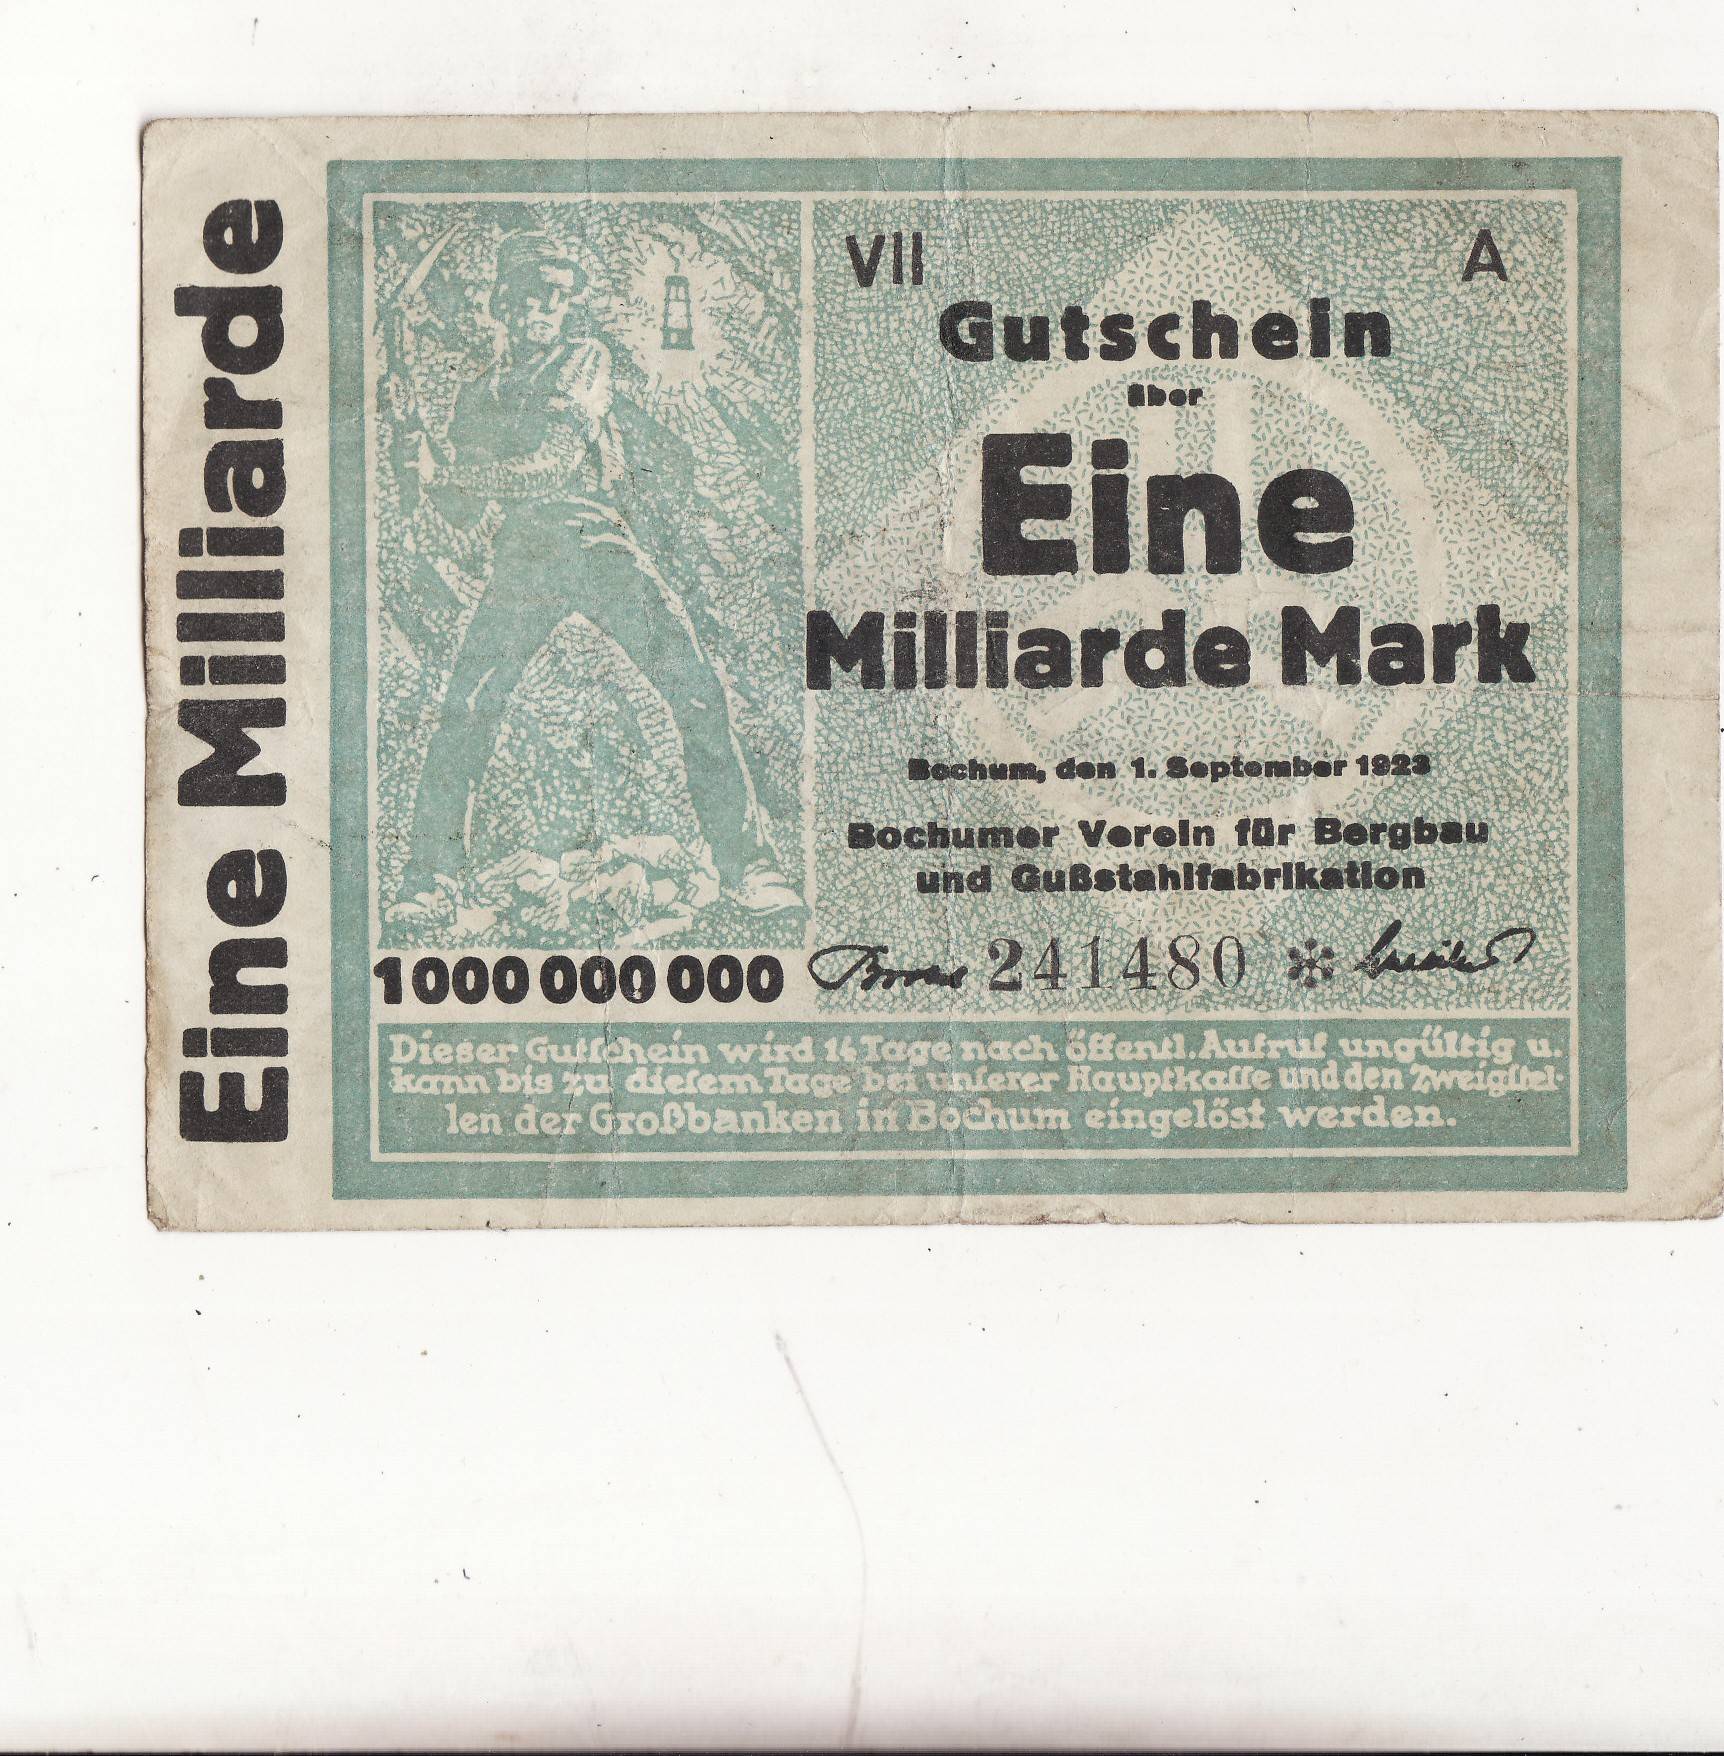 Eine Milliarde
VII A
Gutschein
über
Eine
Milliarde Mark
Bochum, den 1. September 1923
Bochumer Verein für Bergbau
und Gußstahlfabrikation
1000 000 000
241480 *
Dieser Gutschein wird 14 Tage nach öffentl. Aufruf ungültig u.
kann bis zu diesem Tage bei unserer Hauptkasse und den Zweigstel-
len der Großbanken in Bochum eingelöst werden.